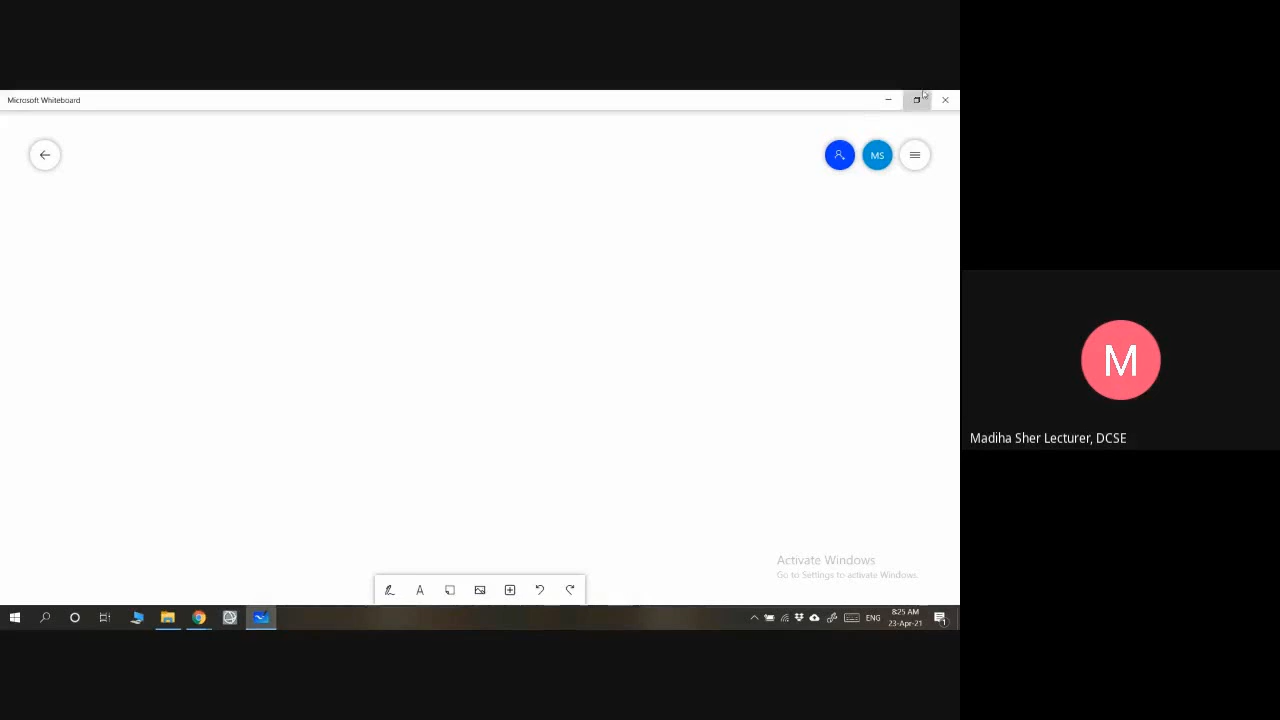 Microsoft Whiteboard
MS
M
Madiha Sher Lecturer, DCSE
Activate Windows
Go to Settings to activate Windows.
A
ENG
8:25 AM
23-Apr-21
1